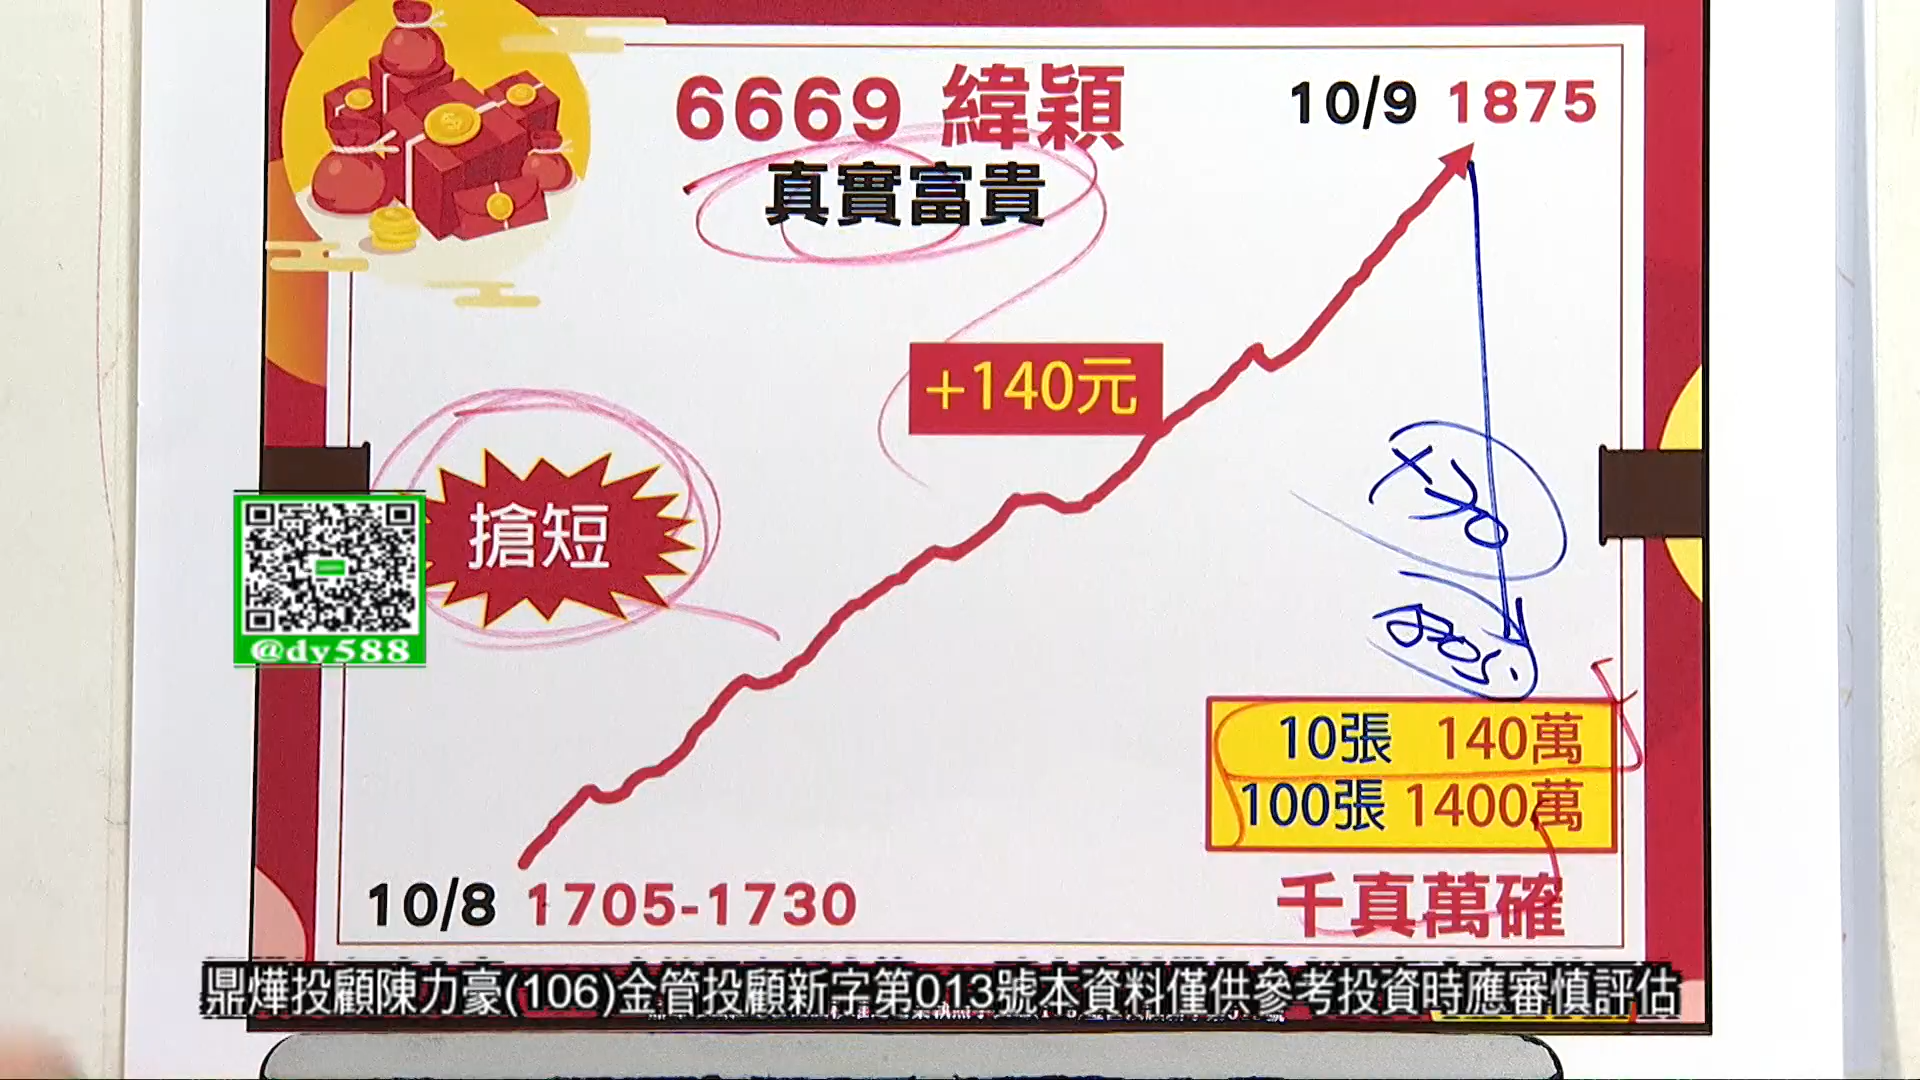 6669 緯穎
10/9 1875
真實富貴
+140元
搶短
@dy588
10張 140萬
100張 1400萬
10/8 1705-1730
千真萬確
鼎燁投顧陳力豪(106)金管投顧新字第013號本資料僅供參考投資時應審慎評估